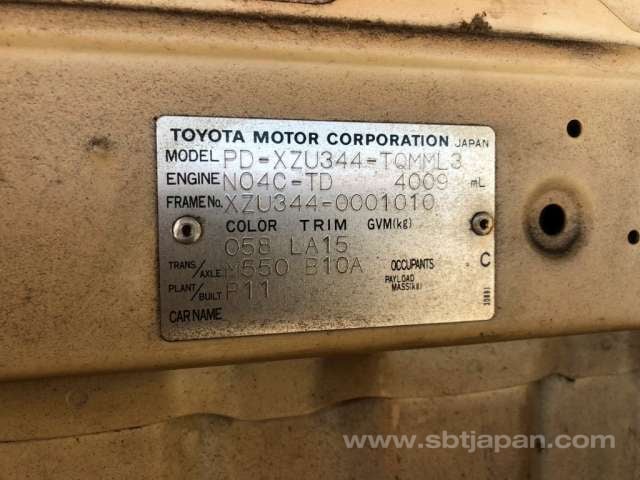 TOYOTA MOTOR CORPORATION JAPAN
MODEL PD-XZU344-TQMML3
ENGINE N04C-TD 4009 mL
FRAME No. XZU344-0001010
COLOR TRIM GVM(kg)
058 LA15
TRANS/AXLE M550 B10A OCCUPANTS C
PLANT/BUILT P11 PAYLOAD MASS(kg)
CAR NAME
www.sbtjapan.com